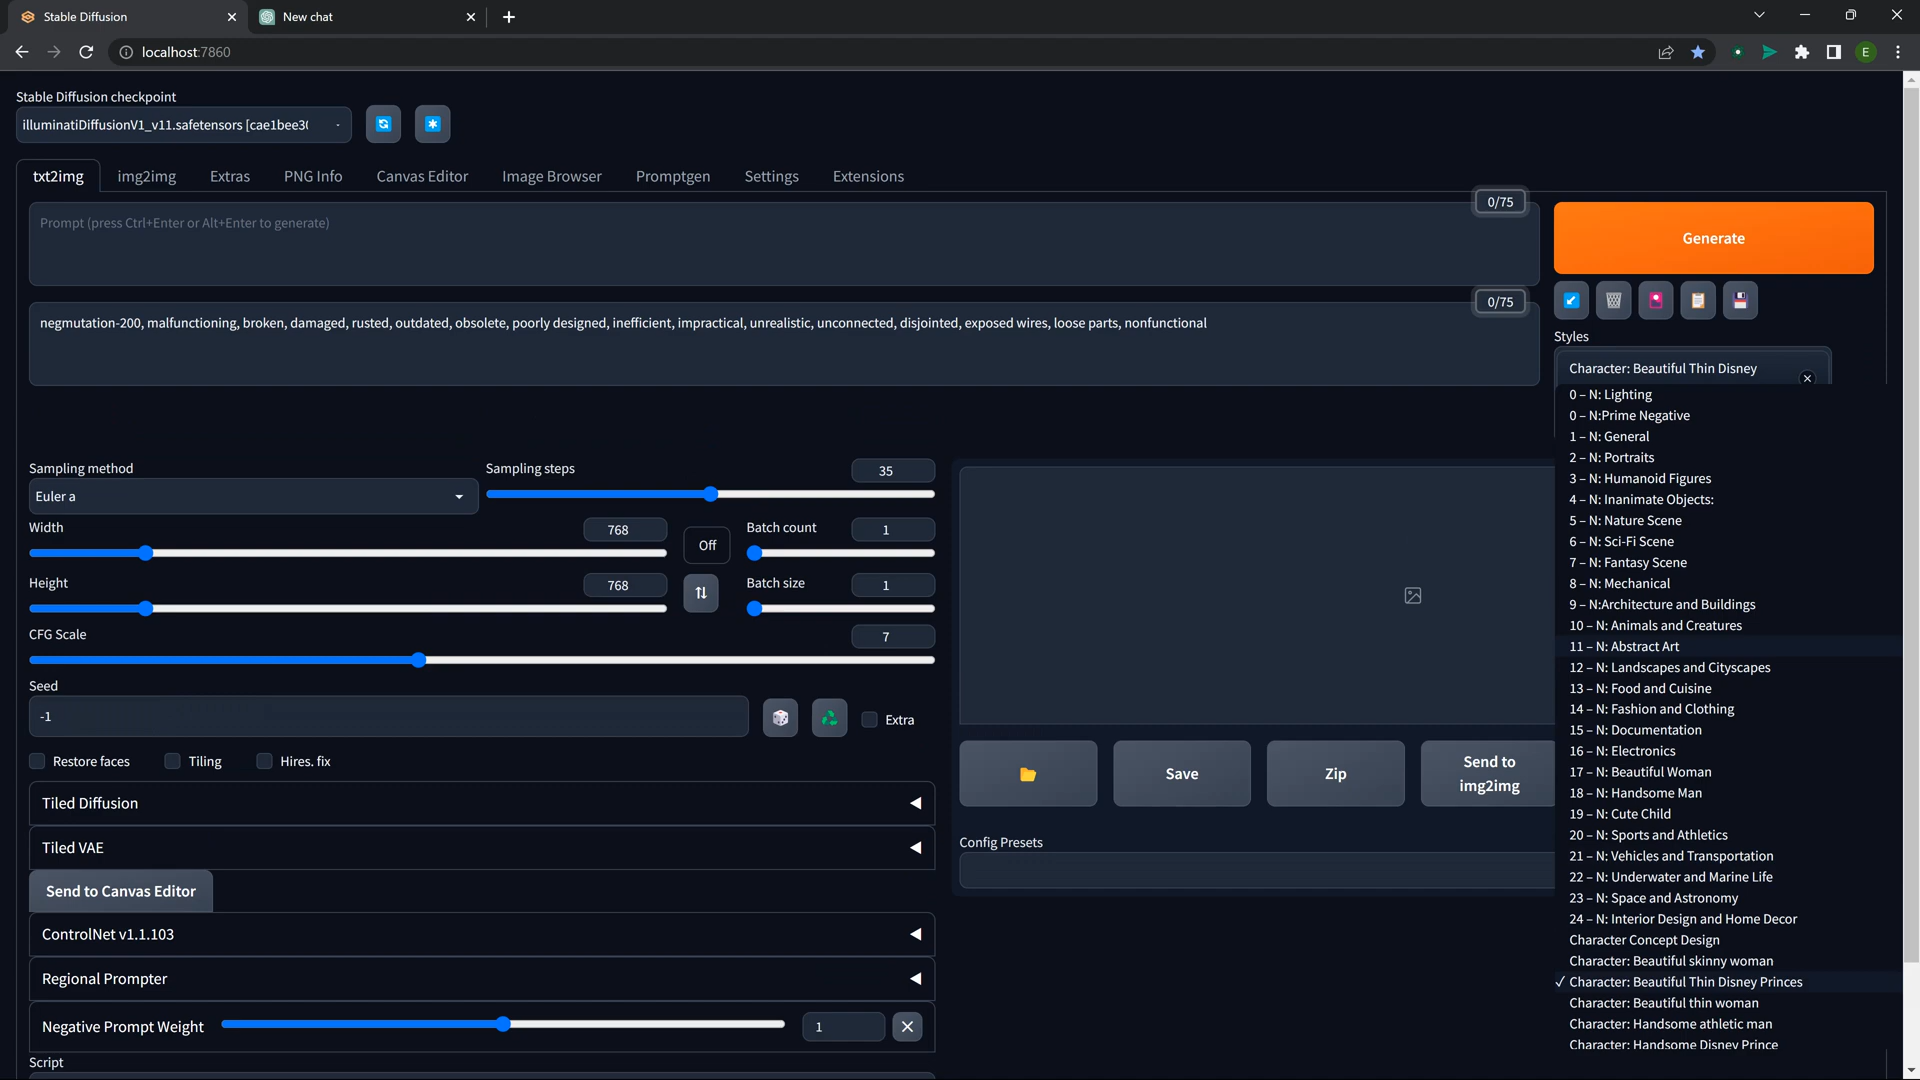 Stable Diffusion
New chat
localhost:7860
E
Stable Diffusion checkpoint
illuminatiDiffusionV1_v11.safetensors [cae1bee3(
txt2img
img2img
Extras
PNG Info
Canvas Editor
Image Browser
Promptgen
Settings
Extensions
Prompt (press Ctrl+Enter or Alt+Enter to generate)
0/75
Generate
negmutation-200, malfunctioning, broken, damaged, rusted, outdated, obsolete, poorly designed, inefficient, impractical, unrealistic, unconnected, disjointed, exposed wires, loose parts, nonfunctional
0/75
Styles
Character: Beautiful Thin Disney
0 – N: Lighting
0 – N:Prime Negative
1 – N: General
2 – N: Portraits
3 – N: Humanoid Figures
4 – N: Inanimate Objects:
5 – N: Nature Scene
6 – N: Sci-Fi Scene
7 – N: Fantasy Scene
8 – N: Mechanical
9 – N:Architecture and Buildings
10 – N: Animals and Creatures
11 – N: Abstract Art
12 – N: Landscapes and Cityscapes
13 – N: Food and Cuisine
14 – N: Fashion and Clothing
15 – N: Documentation
16 – N: Electronics
17 – N: Beautiful Woman
18 – N: Handsome Man
19 – N: Cute Child
20 – N: Sports and Athletics
21 – N: Vehicles and Transportation
22 – N: Underwater and Marine Life
23 – N: Space and Astronomy
24 – N: Interior Design and Home Decor
Character Concept Design
Character: Beautiful skinny woman
✓ Character: Beautiful Thin Disney Princes
Character: Beautiful thin woman
Character: Handsome athletic man
Character: Handsome Disney Prince
Sampling method
Euler a
Sampling steps
35
Width
768
Off
Batch count
1
Height
768
Batch size
1
CFG Scale
7
Seed
-1
Extra
Restore faces
Tiling
Hires. fix
Tiled Diffusion
Tiled VAE
Send to Canvas Editor
ControlNet v1.1.103
Regional Prompter
Negative Prompt Weight
1
Script
Save
Zip
Send to
img2img
Config Presets